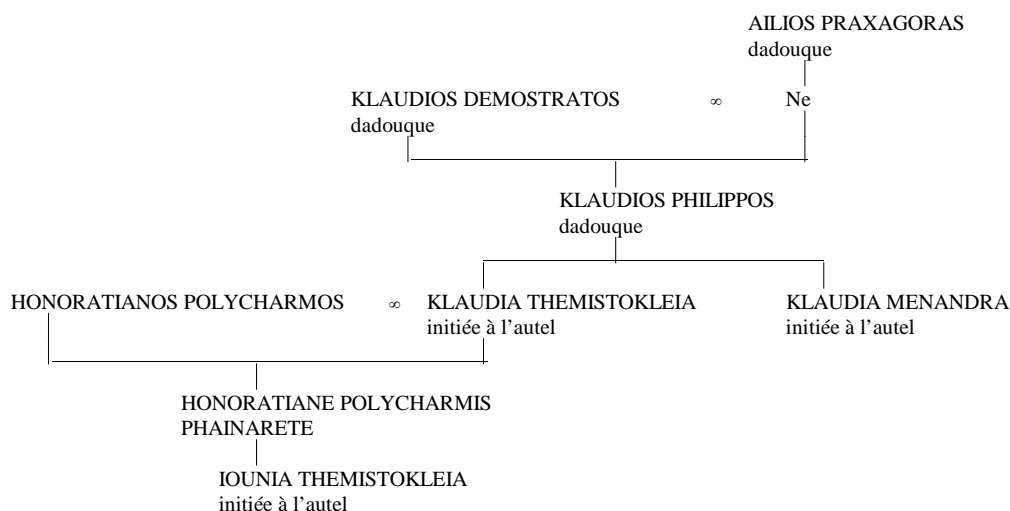 AILIOS PRAXAGORAS
dadouque
KLAUDIOS DEMOSTRATOS ∞ Ne
dadouque
KLAUDIOS PHILIPPOS
dadouque
HONORATIANOS POLYCHARMOS ∞ KLAUDIA THEMISTOKLEIA KLAUDIA MENANDRA
initiée à l'autel initiée à l'autel
HONORATIANE POLYCHARMIS
PHAINARETE
IOUNIA THEMISTOKLEIA
initiée à l'autel